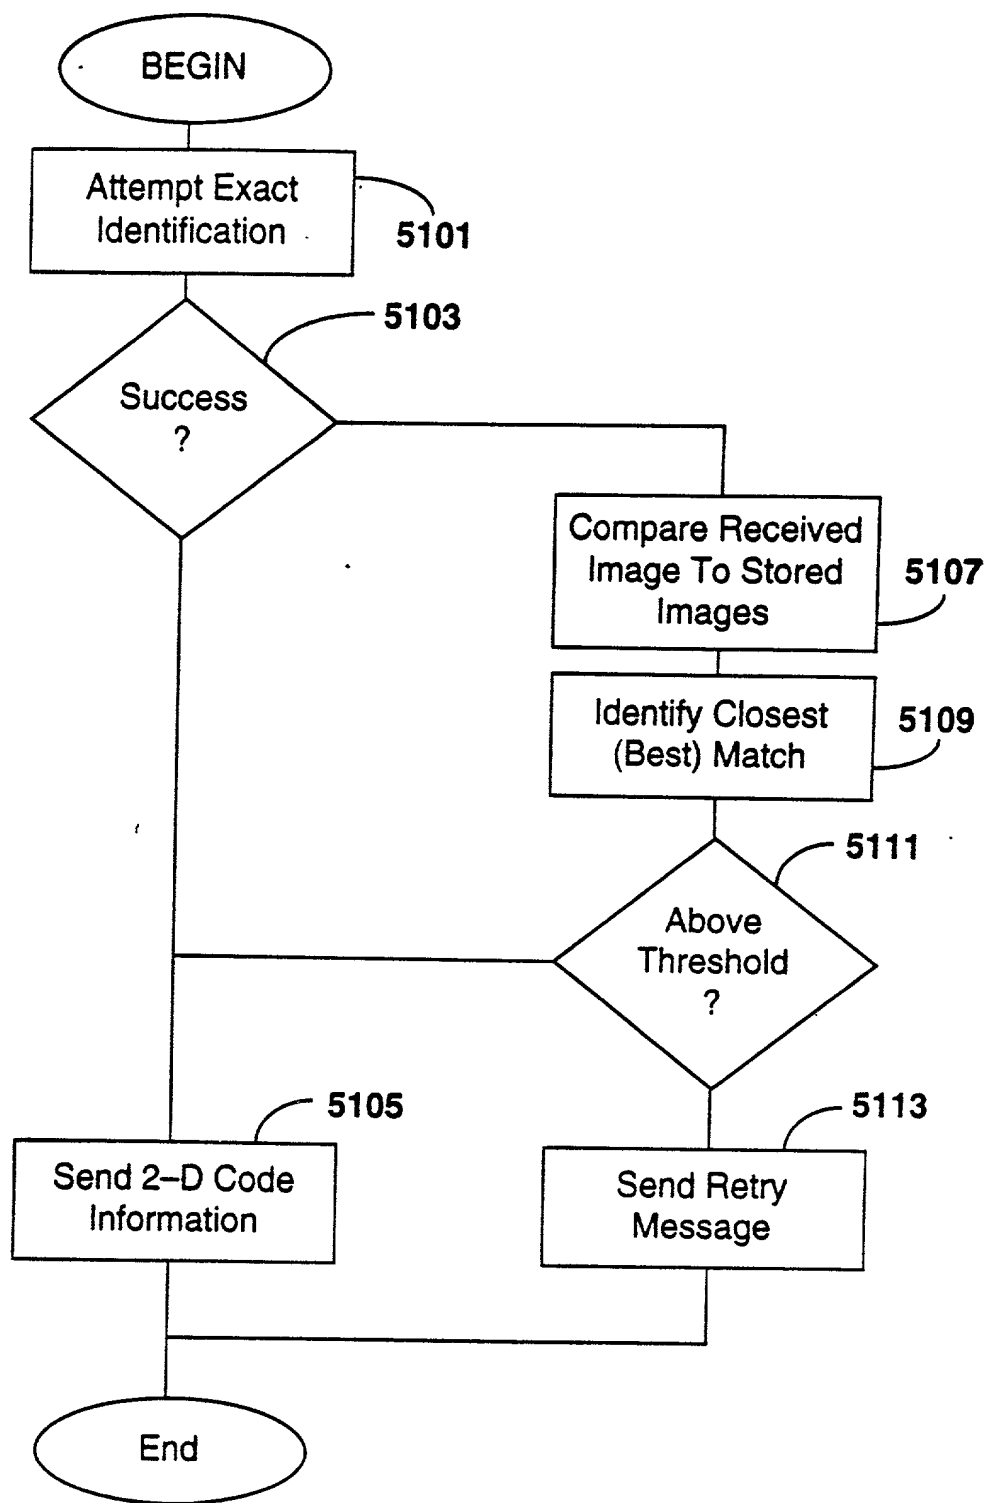 BEGIN
Attempt Exact
Identification
5101
5103
Success
?
Compare Received
Image To Stored
Images
5107
Identify Closest
(Best) Match
5109
5111
Above
Threshold
?
5105
Send 2–D Code
Information
5113
Send Retry
Message
End